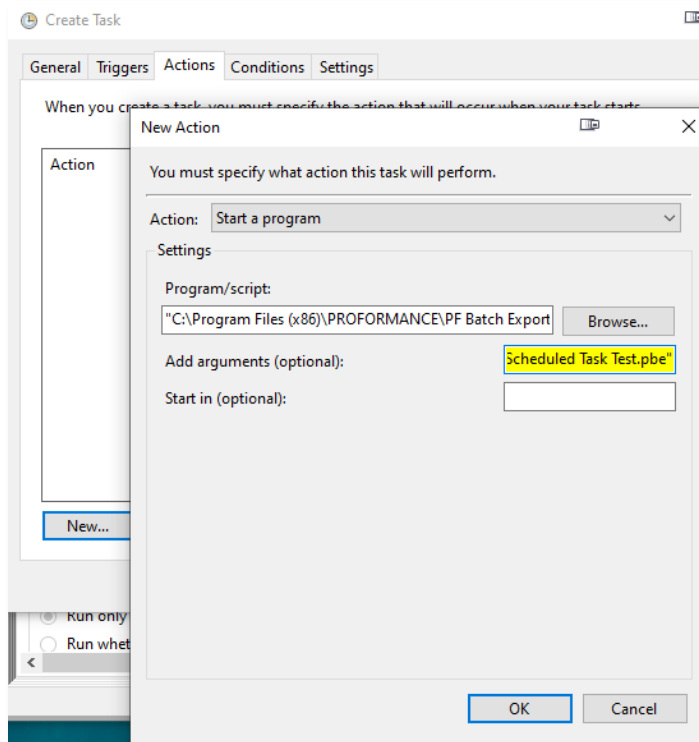 Create Task
General Triggers Actions Conditions Settings
When you create a task, you must specify the action that will occur when your task starts.
New Action
Action
You must specify what action this task will perform.
Action: Start a program
Settings
Program/script:
"C:\Program Files (x86)\PROFORMANCE\PF Batch Export
Browse...
Add arguments (optional):
Scheduled Task Test.pbe"
Start in (optional):
New...
Run only
Run whet
OK
Cancel